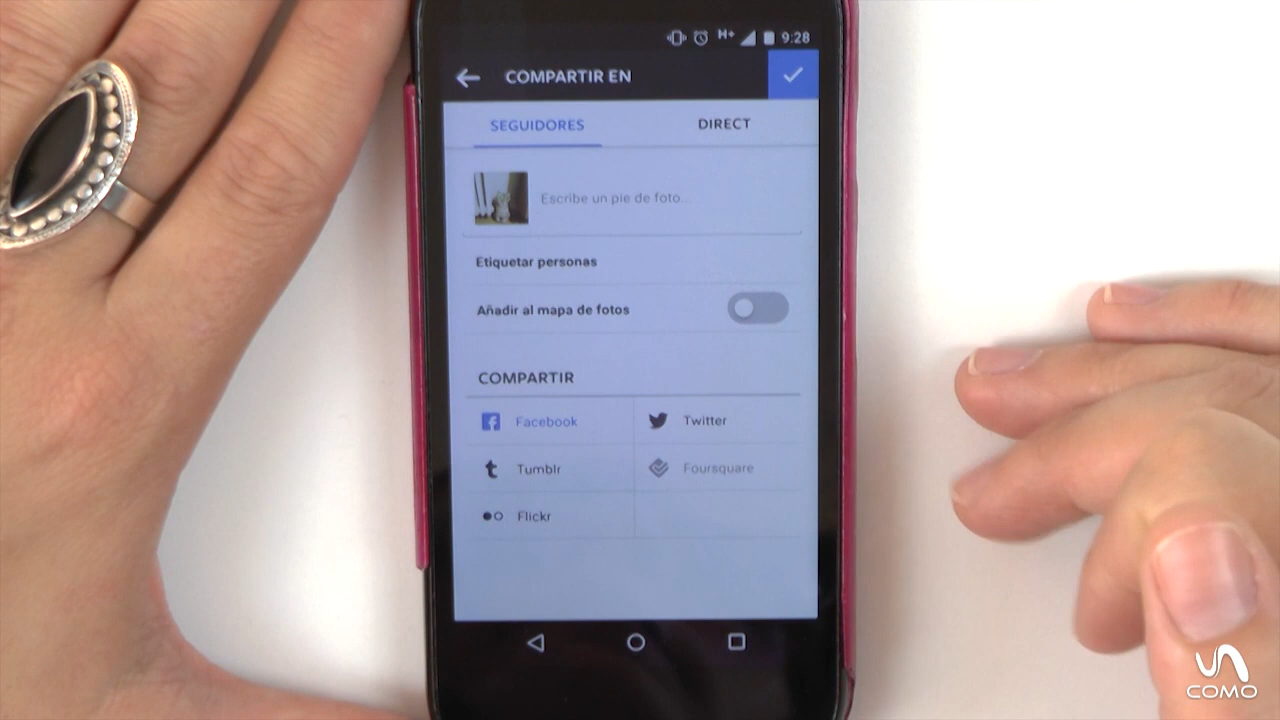 H+ 9:28
COMPARTIR EN
SEGUIDORES DIRECT
Escribe un pie de foto...
Etiquetar personas
Añadir al mapa de fotos
COMPARTIR
Facebook Twitter
Tumblr Foursquare
Flickr
COMO